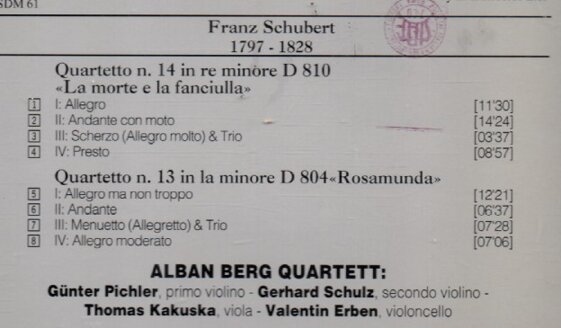 SDM 61
Franz Schubert
1797 - 1828
Quartetto n. 14 in re minore D 810
«La morte e la fanciulla»
1 I: Allegro [11'30]
2 II: Andante con moto [14'24]
3 III: Scherzo (Allegro molto) & Trio [03'37]
4 IV: Presto [08'57]
Quartetto n. 13 in la minore D 804 «Rosamunda»
5 I: Allegro ma non troppo [12'21]
6 II: Andante [06'37]
7 III: Menuetto (Allegretto) & Trio [07'28]
8 IV: Allegro moderato [07'06]
ALBAN BERG QUARTETT:
Günter Pichler, primo violino - Gerhard Schulz, secondo violino -
Thomas Kakuska, viola - Valentin Erben, violoncello